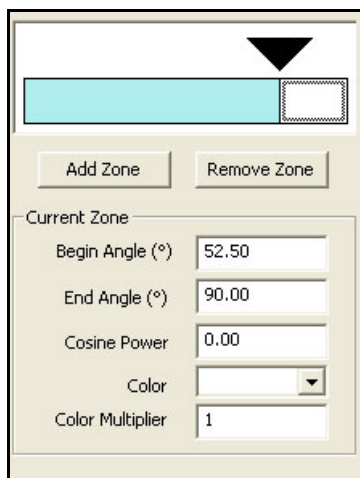 Add Zone Remove Zone
Current Zone
Begin Angle (°) 52.50
End Angle (°) 90.00
Cosine Power 0.00
Color
Color Multiplier 1